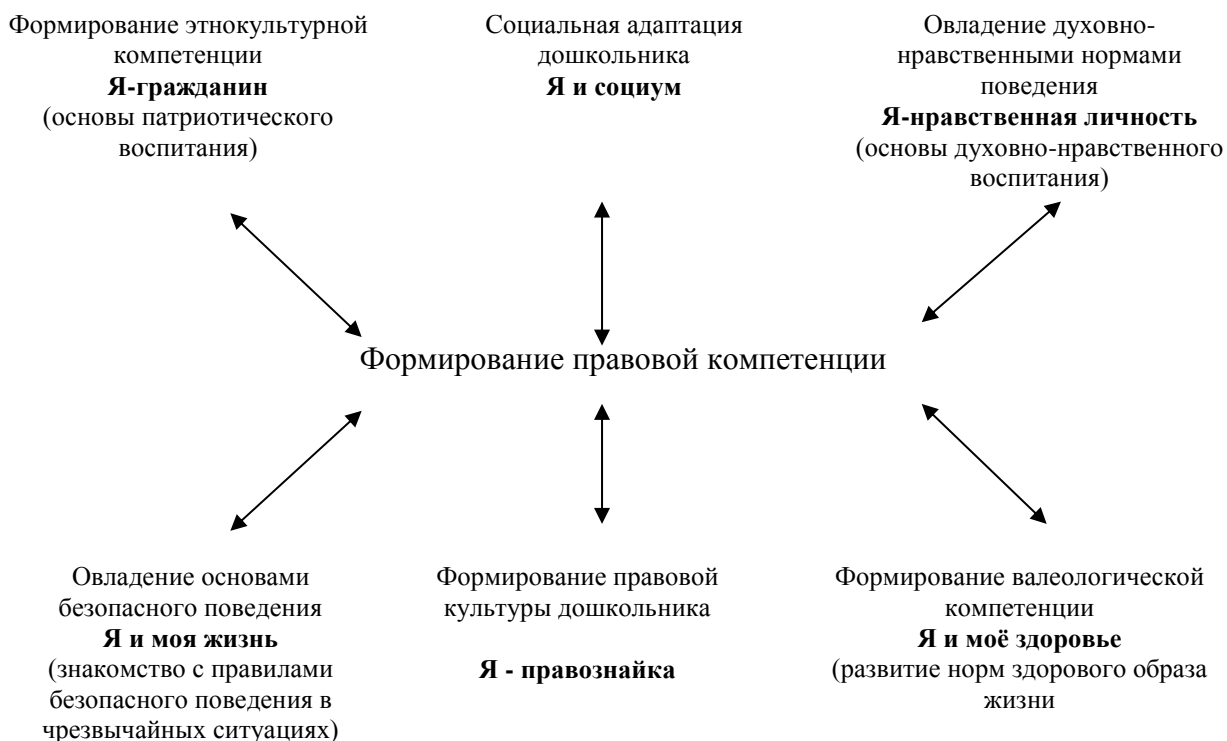 Формирование этнокультурной
компетенции
Я-гражданин
(основы патриотического
воспитания)
Социальная адаптация
дошкольника
Я и социум
Овладение духовно-
нравственными нормами
поведения
Я-нравственная личность
(основы духовно-нравственного
воспитания)
Формирование правовой компетенции
Овладение основами
безопасного поведения
Я и моя жизнь
(знакомство с правилами
безопасного поведения в
чрезвычайных ситуациях)
Формирование правовой
культуры дошкольника
Я - правознайка
Формирование валеологической
компетенции
Я и моё здоровье
(развитие норм здорового образа
жизни